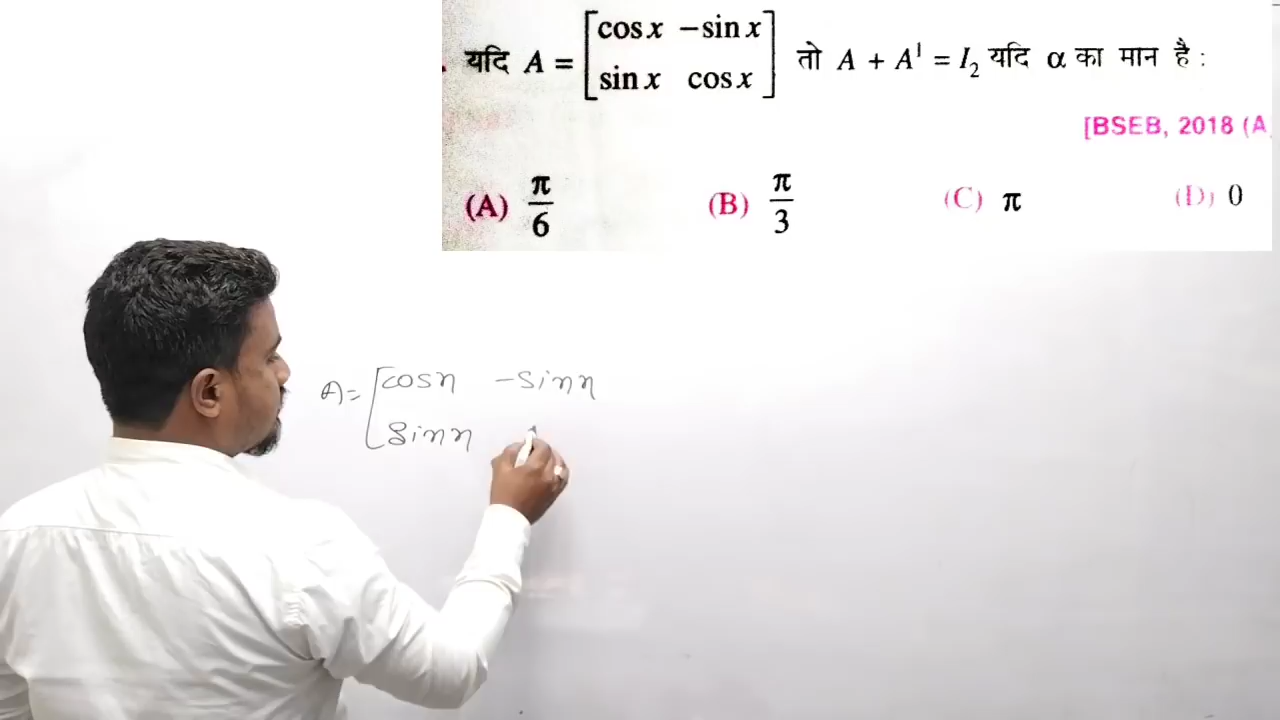 यदि A = [cos x −sin x
sin x cos x] तो A + A' = I₂ यदि α का मान है :
[BSEB, 2018 (A
(A) π/6 (B) π/3 (C) π (D) 0
A = [cosx −sinx
sinx